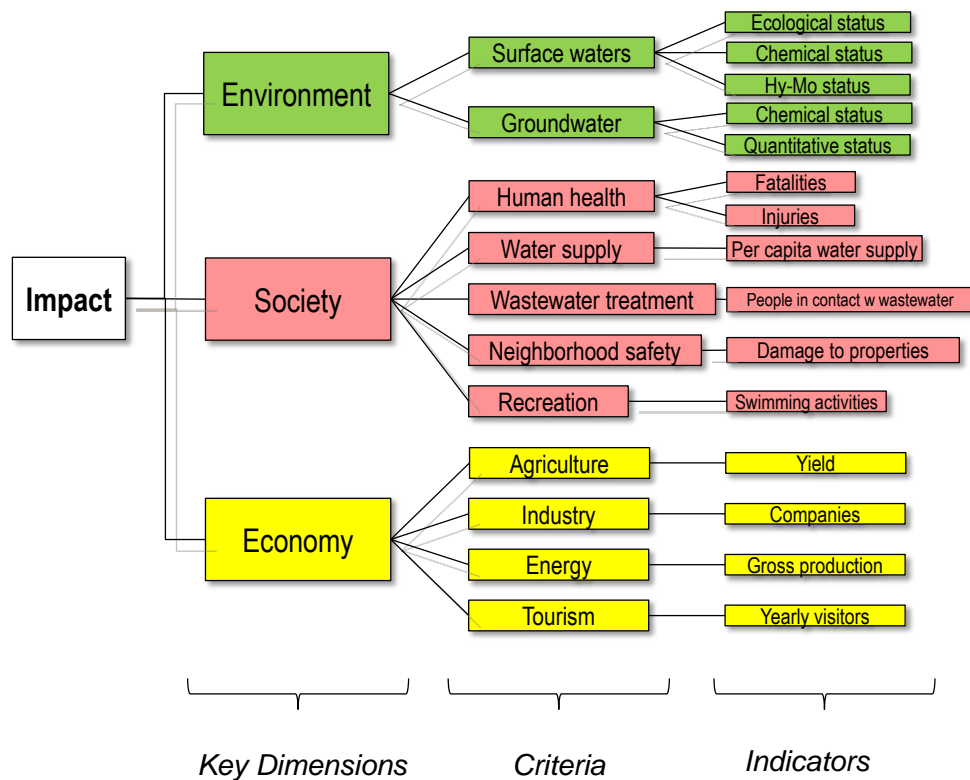 Impact
Environment
Surface waters
Ecological status
Chemical status
Hy-Mo status
Groundwater
Chemical status
Quantitative status
Society
Human health
Fatalities
Injuries
Water supply
Per capita water supply
Wastewater treatment
People in contact w wastewater
Neighborhood safety
Damage to properties
Recreation
Swimming activities
Economy
Agriculture
Yield
Industry
Companies
Energy
Gross production
Tourism
Yearly visitors
Key Dimensions
Criteria
Indicators